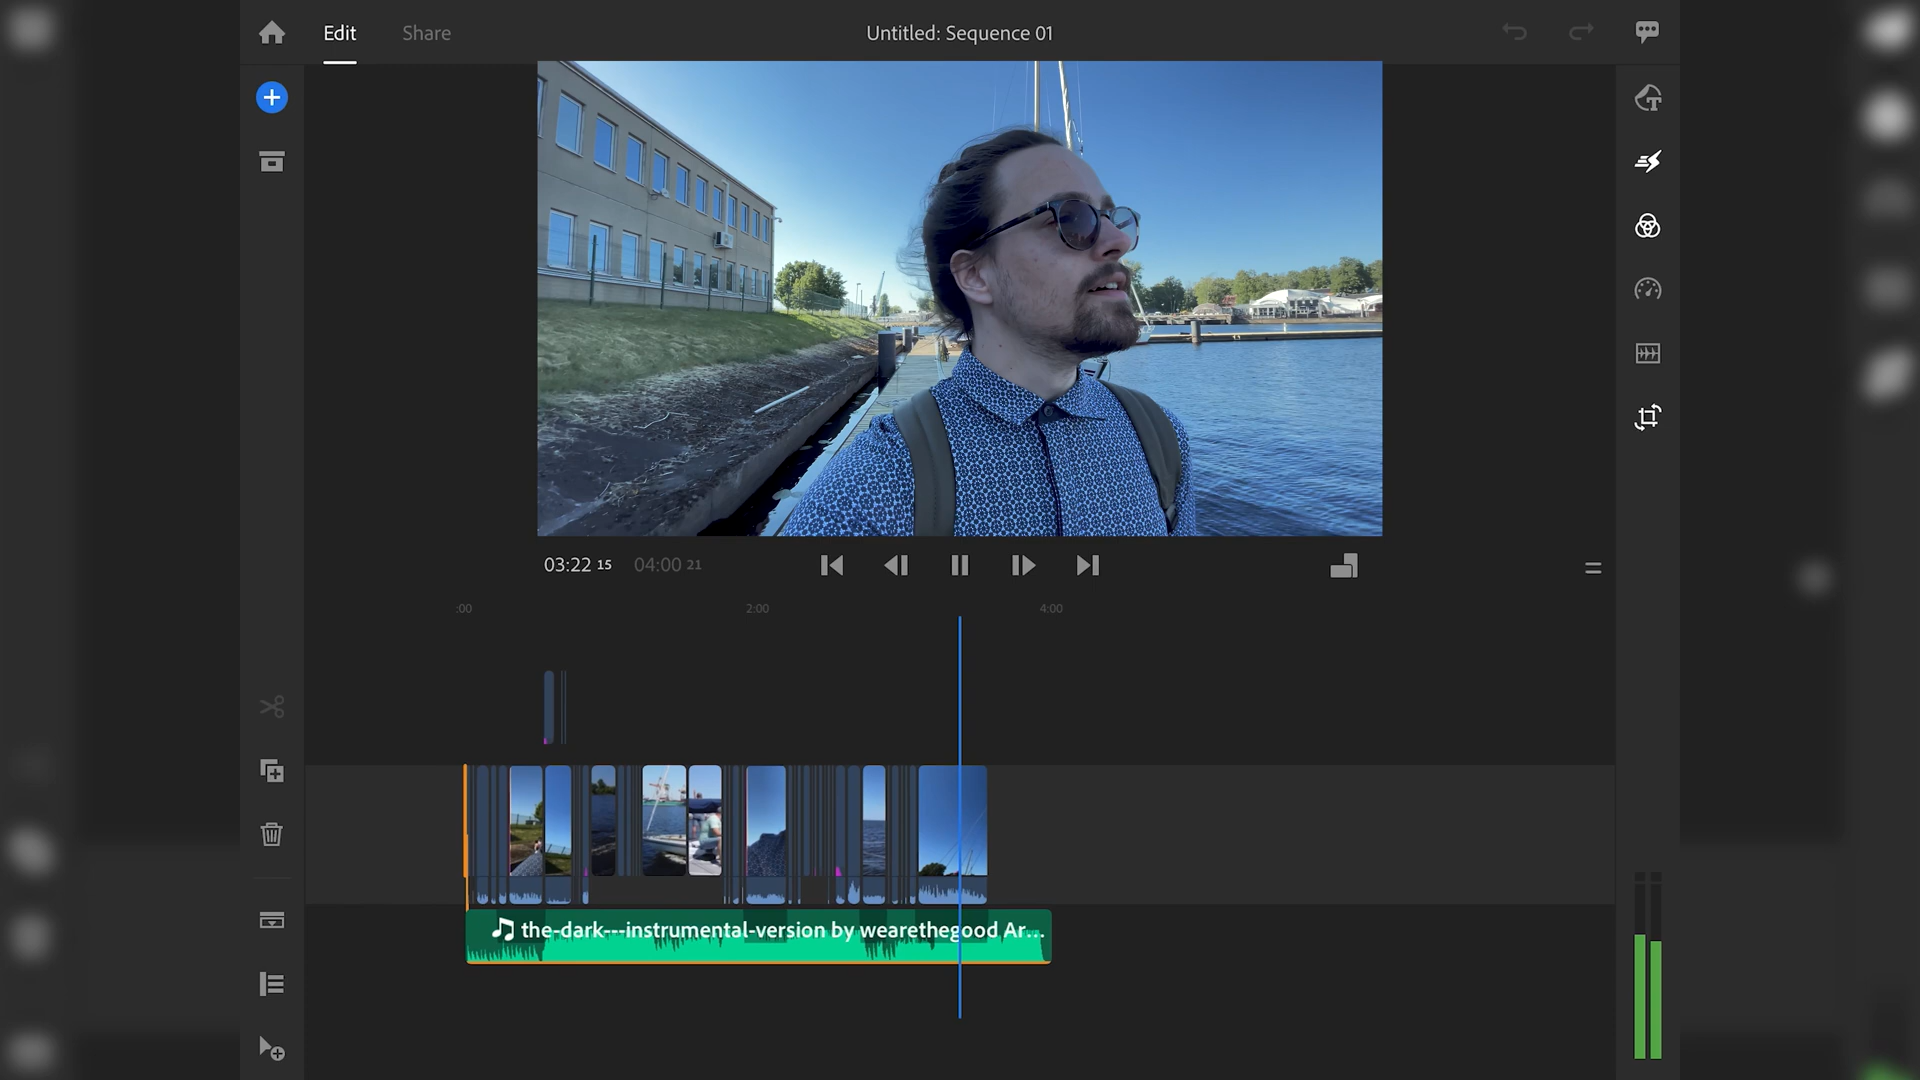 Edit
Share
Untitled: Sequence 01
03:22 15
04:00 21
:00
2:00
4:00
the-dark---instrumental-version by wearethegood Ar...